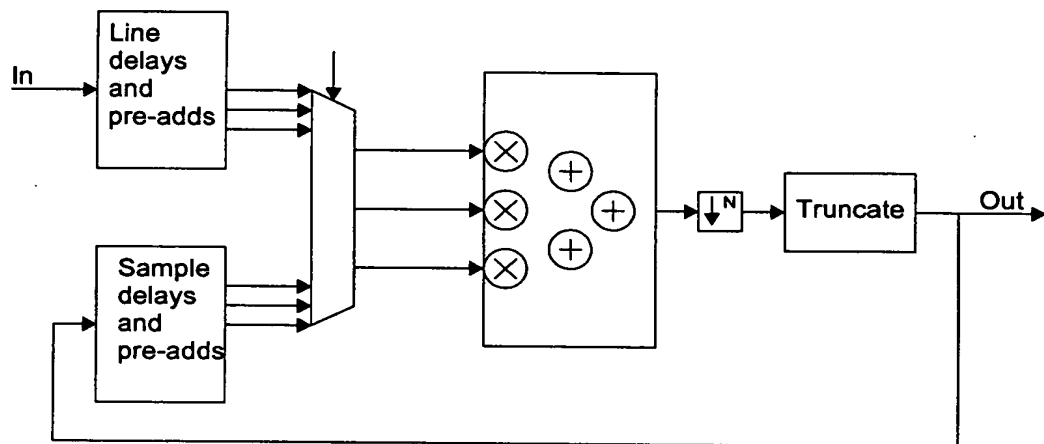 In
Line
delays
and
pre-adds
Sample
delays
and
pre-adds
N
Truncate
Out